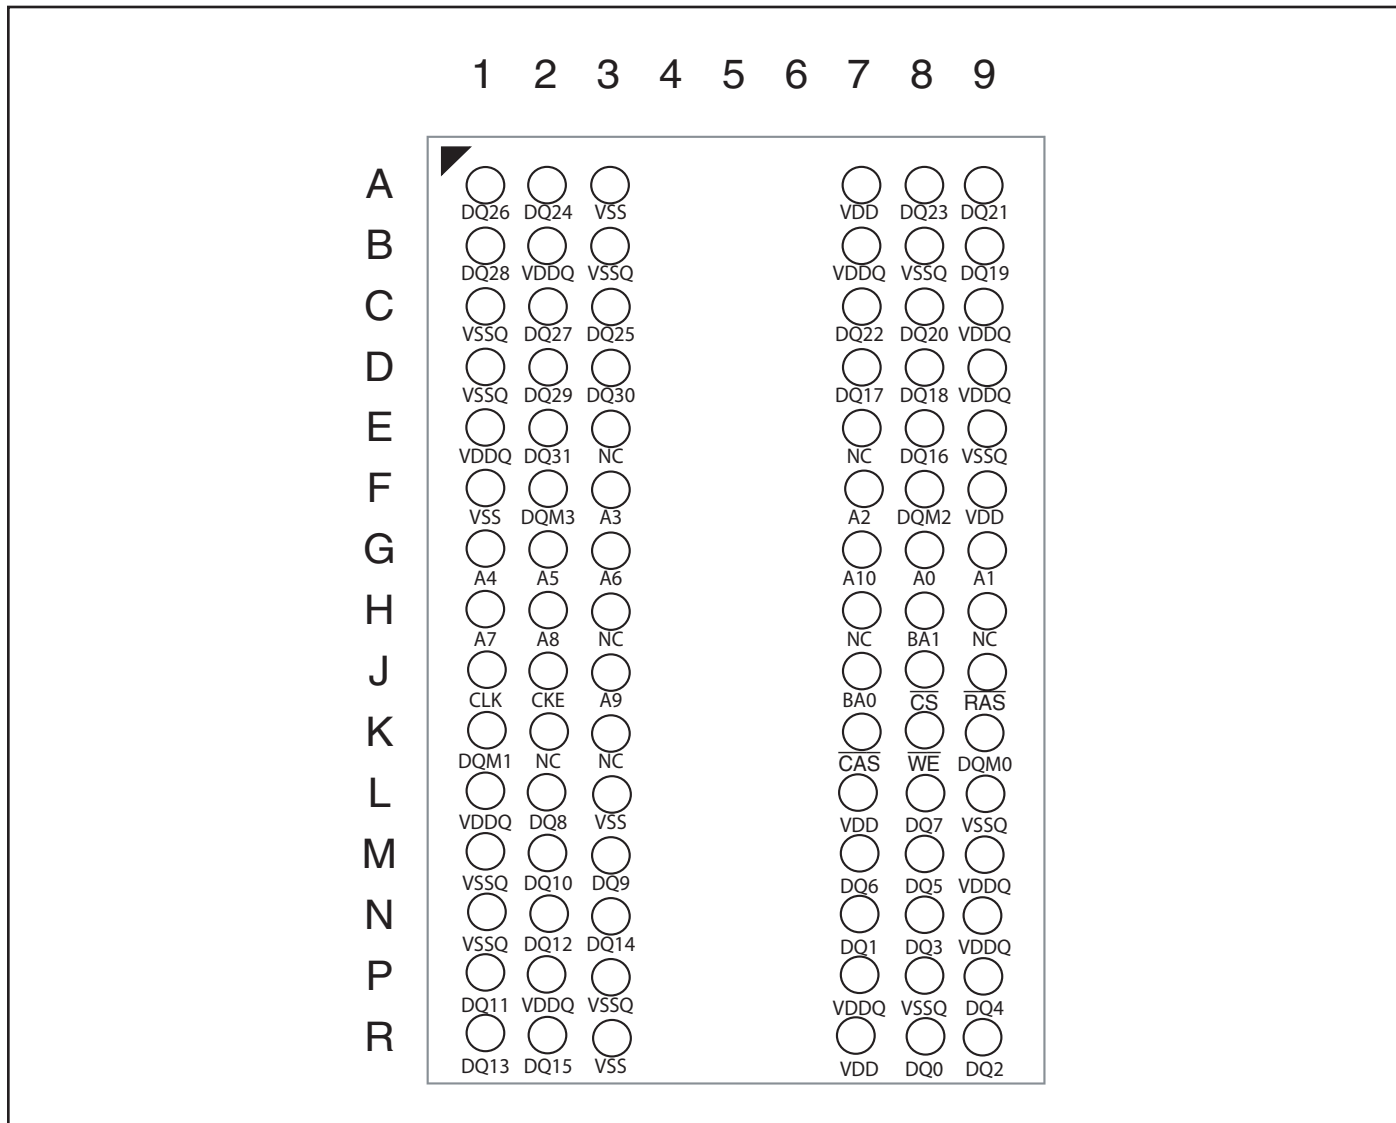 1 2 3 4 5 6 7 8 9
A
DQ26 DQ24 VSS VDD DQ23 DQ21
B
DQ28 VDDQ VSSQ VDDQ VSSQ DQ19
C
VSSQ DQ27 DQ25 DQ22 DQ20 VDDQ
D
VSSQ DQ29 DQ30 DQ17 DQ18 VDDQ
E
VDDQ DQ31 NC NC DQ16 VSSQ
F
VSS DQM3 A3 A2 DQM2 VDD
G
A4 A5 A6 A10 A0 A1
H
A7 A8 NC NC BA1 NC
J
CLK CKE A9 BA0 C̅S̅ R̅A̅S̅
K
DQM1 NC NC C̅A̅S̅ W̅E̅ DQM0
L
VDDQ DQ8 VSS VDD DQ7 VSSQ
M
VSSQ DQ10 DQ9 DQ6 DQ5 VDDQ
N
VSSQ DQ12 DQ14 DQ1 DQ3 VDDQ
P
DQ11 VDDQ VSSQ VDDQ VSSQ DQ4
R
DQ13 DQ15 VSS VDD DQ0 DQ2